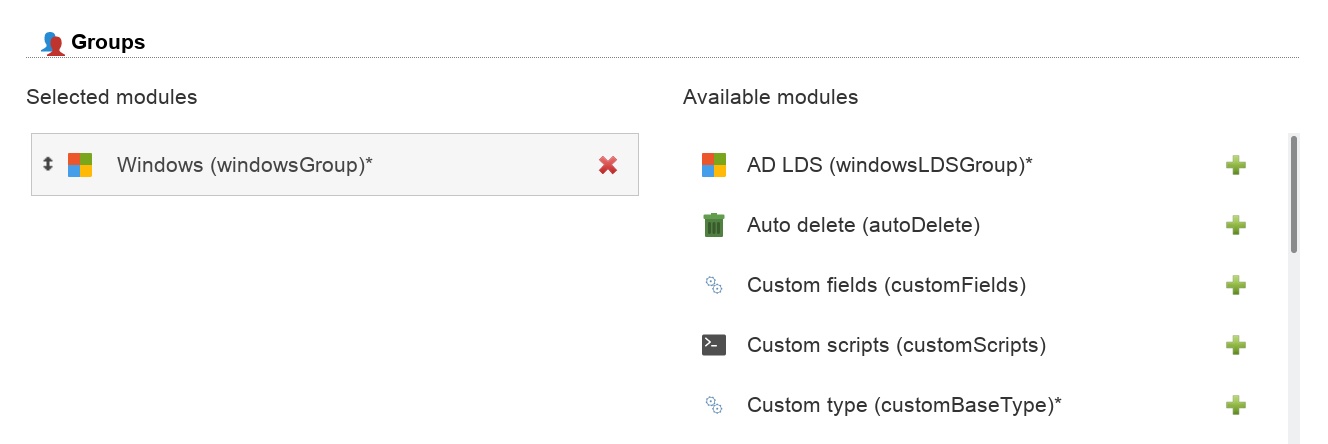 Groups
Selected modules
Available modules
Windows (windowsGroup)*
AD LDS (windowsLDSGroup)*
Auto delete (autoDelete)
Custom fields (customFields)
Custom scripts (customScripts)
Custom type (customBaseType)*